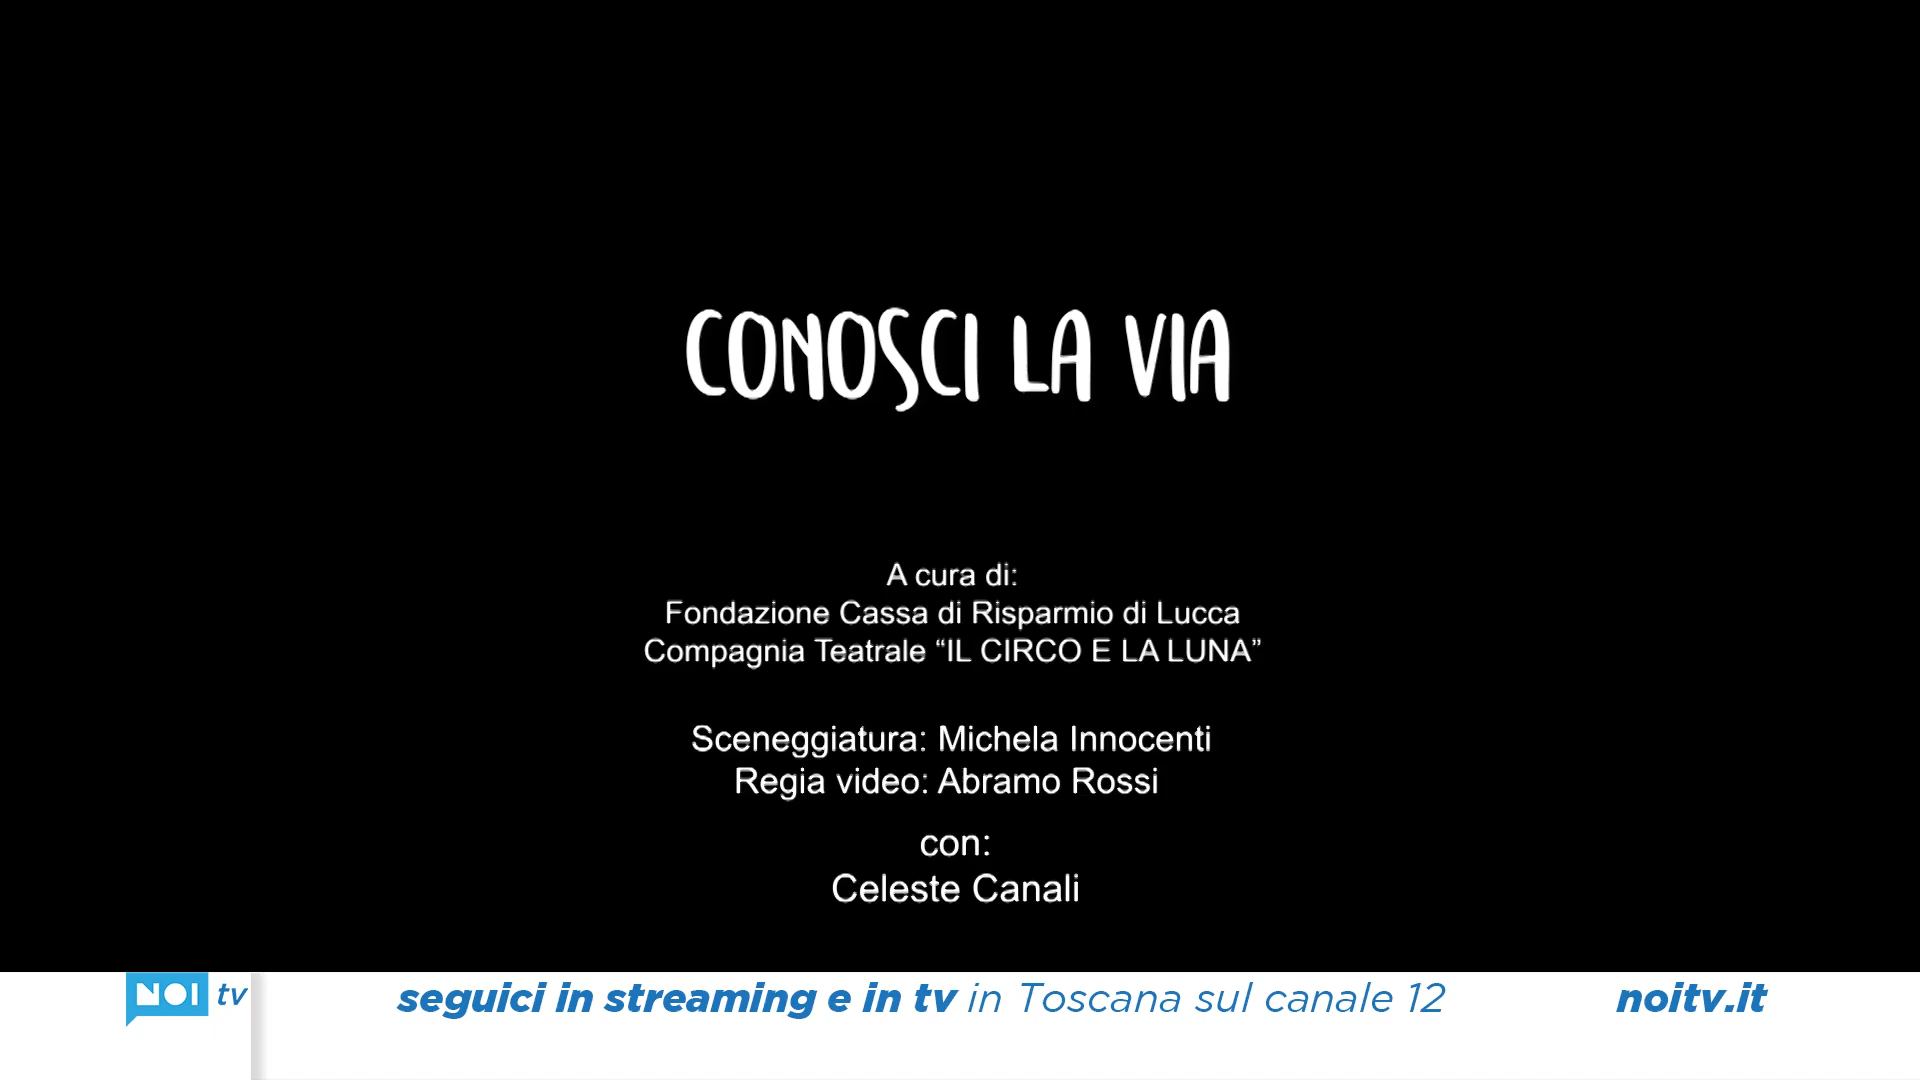 CONOSCI LA VIA
A cura di:
Fondazione Cassa di Risparmio di Lucca
Compagnia Teatrale “IL CIRCO E LA LUNA”
Sceneggiatura: Michela Innocenti
Regia video: Abramo Rossi
con:
Celeste Canali
NOI tv
seguici in streaming e in tv in Toscana sul canale 12
noitv.it